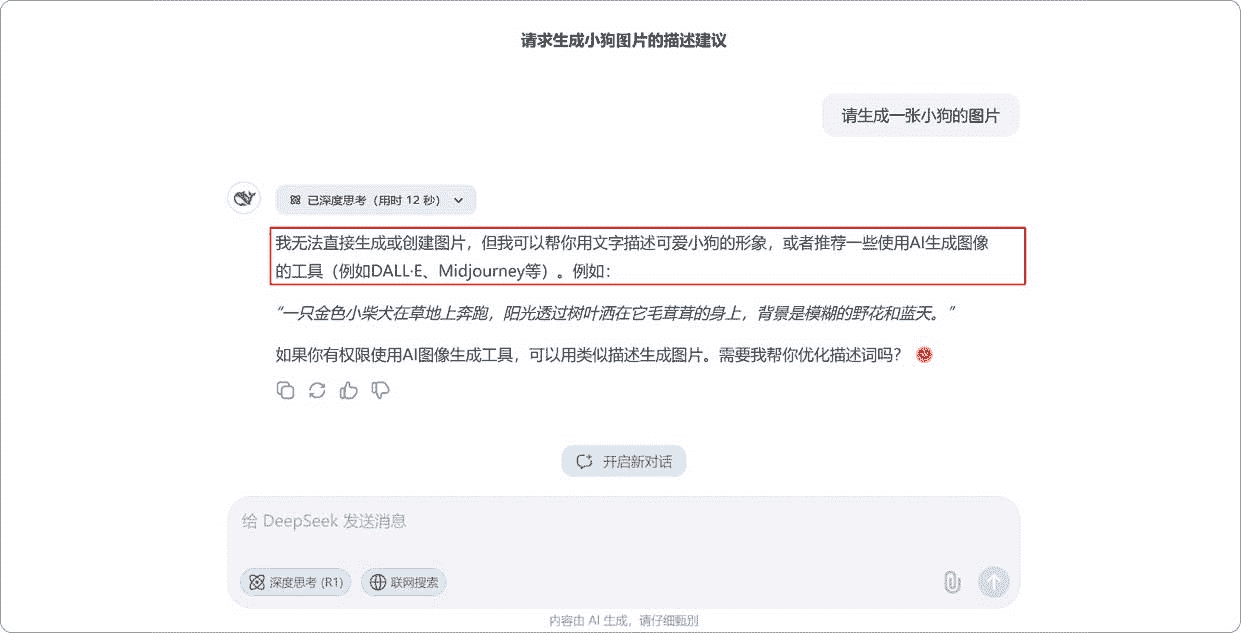 请求生成小狗图片的描述建议
请生成一张小狗的图片
已深度思考（用时 12 秒）
我无法直接生成或创建图片，但我可以帮你用文字描述可爱小狗的形象，或者推荐一些使用AI生成图像
的工具（例如DALL·E、Midjourney等）。例如：
“一只金色小柴犬在草地上奔跑，阳光透过树叶洒在它毛茸茸的身上，背景是模糊的野花和蓝天。”
如果你有权限使用AI图像生成工具，可以用类似描述生成图片。需要我帮你优化描述词吗？
开启新对话
给 DeepSeek 发送消息
深度思考 (R1)
联网搜索
内容由 AI 生成，请仔细甄别